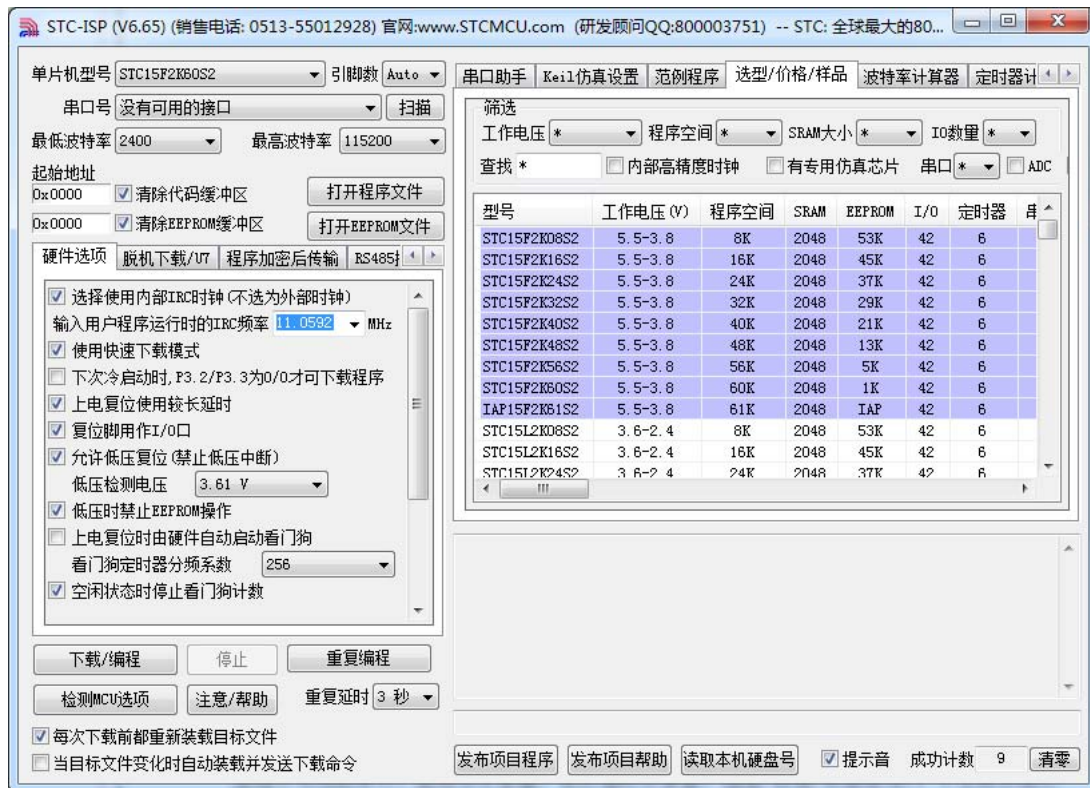 STC-ISP (V6.65) (销售电话: 0513-55012928) 官网:www.STCMCU.com (研发顾问QQ:800003751) -- STC: 全球最大的80...
单片机型号 STC15F2K60S2 引脚数 Auto
串口号 没有可用的接口 扫描
最低波特率 2400 最高波特率 115200
起始地址
0x0000 清除代码缓冲区 打开程序文件
0x0000 清除EEPROM缓冲区 打开EEPROM文件
硬件选项 脱机下载/U7 程序加密后传输 RS485
选择使用内部IRC时钟(不选为外部时钟)
输入用户程序运行时的IRC频率 11.0592 MHz
使用快速下载模式
下次冷启动时,P3.2/P3.3为0/0才可下载程序
上电复位使用较长延时
复位脚用作I/O口
允许低压复位(禁止低压中断)
低压检测电压 3.61 V
低压时禁止EEPROM操作
上电复位时由硬件自动启动看门狗
看门狗定时器分频系数 256
空闲状态时停止看门狗计数
下载/编程 停止 重复编程
检测MCU选项 注意/帮助 重复延时 3 秒
每次下载前都重新装载目标文件
当目标文件变化时自动装载并发送下载命令
串口助手 Keil仿真设置 范例程序 选型/价格/样品 波特率计算器 定时器计
筛选
工作电压 * 程序空间 * SRAM大小 * IO数量 *
查找 * 内部高精度时钟 有专用仿真芯片 串口 * ADC
型号 工作电压(V) 程序空间 SRAM EEPROM I/O 定时器 串
STC15F2K08S2 5.5-3.8 8K 2048 53K 42 6
STC15F2K16S2 5.5-3.8 16K 2048 45K 42 6
STC15F2K24S2 5.5-3.8 24K 2048 37K 42 6
STC15F2K32S2 5.5-3.8 32K 2048 29K 42 6
STC15F2K40S2 5.5-3.8 40K 2048 21K 42 6
STC15F2K48S2 5.5-3.8 48K 2048 13K 42 6
STC15F2K56S2 5.5-3.8 56K 2048 5K 42 6
STC15F2K60S2 5.5-3.8 60K 2048 1K 42 6
IAP15F2K61S2 5.5-3.8 61K 2048 IAP 42 6
STC15L2K08S2 3.6-2.4 8K 2048 53K 42 6
STC15L2K16S2 3.6-2.4 16K 2048 45K 42 6
STC15L2K24S2 3.6-2.4 24K 2048 37K 42 6
发布项目程序 发布项目帮助 读取本机硬盘号 提示音 成功计数 9 清零